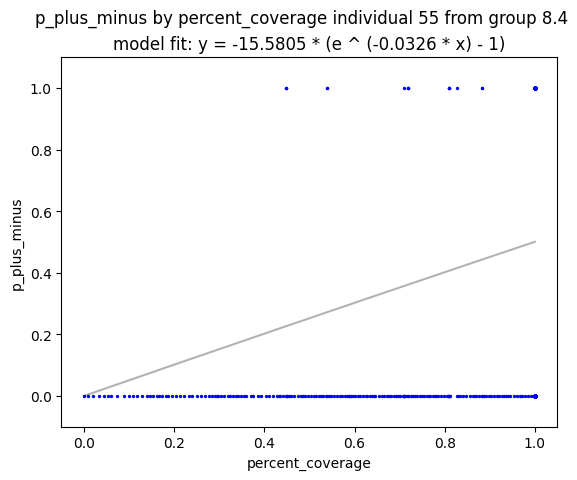 p_plus_minus by percent_coverage individual 55 from group 8.4
model fit: y = -15.5805 * (e ^ (-0.0326 * x) - 1)
1.0
0.8
0.6
0.4
0.2
0.0
p_plus_minus
0.0 0.2 0.4 0.6 0.8 1.0
percent_coverage